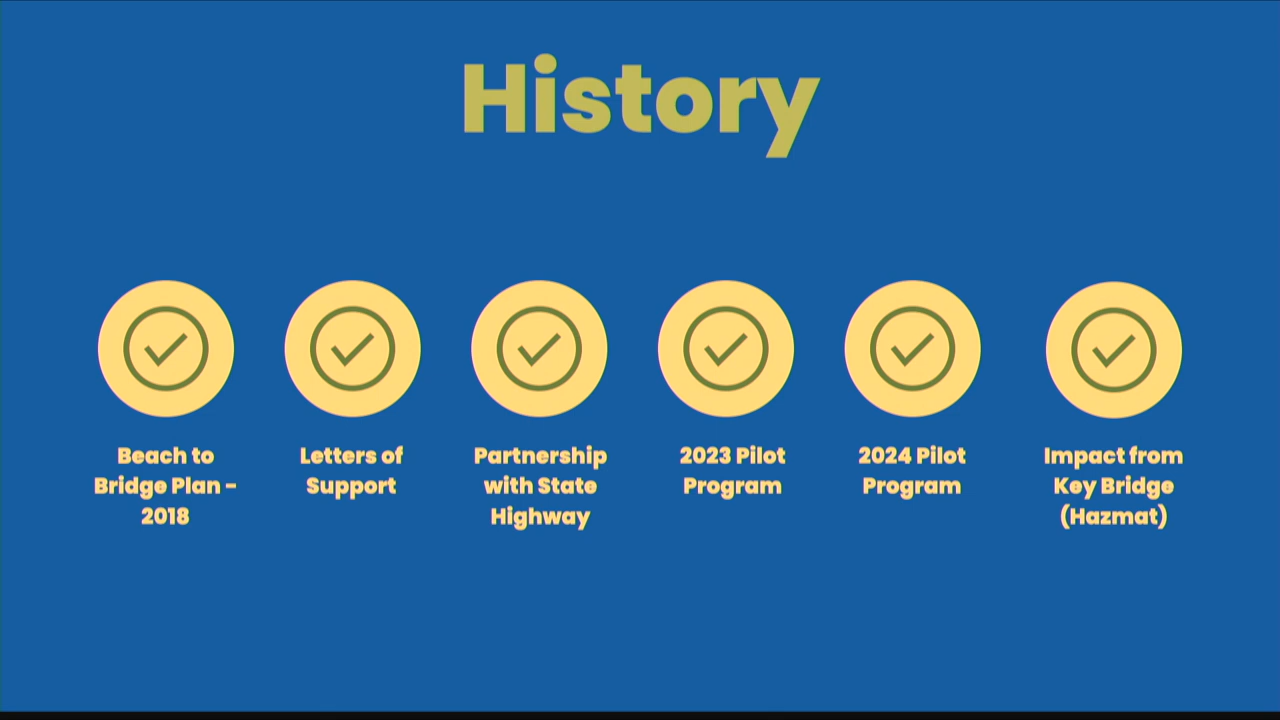 History
Beach to
Bridge Plan -
2018
Letters of
Support
Partnership
with State
Highway
2023 Pilot
Program
2024 Pilot
Program
Impact from
Key Bridge
(Hazmat)